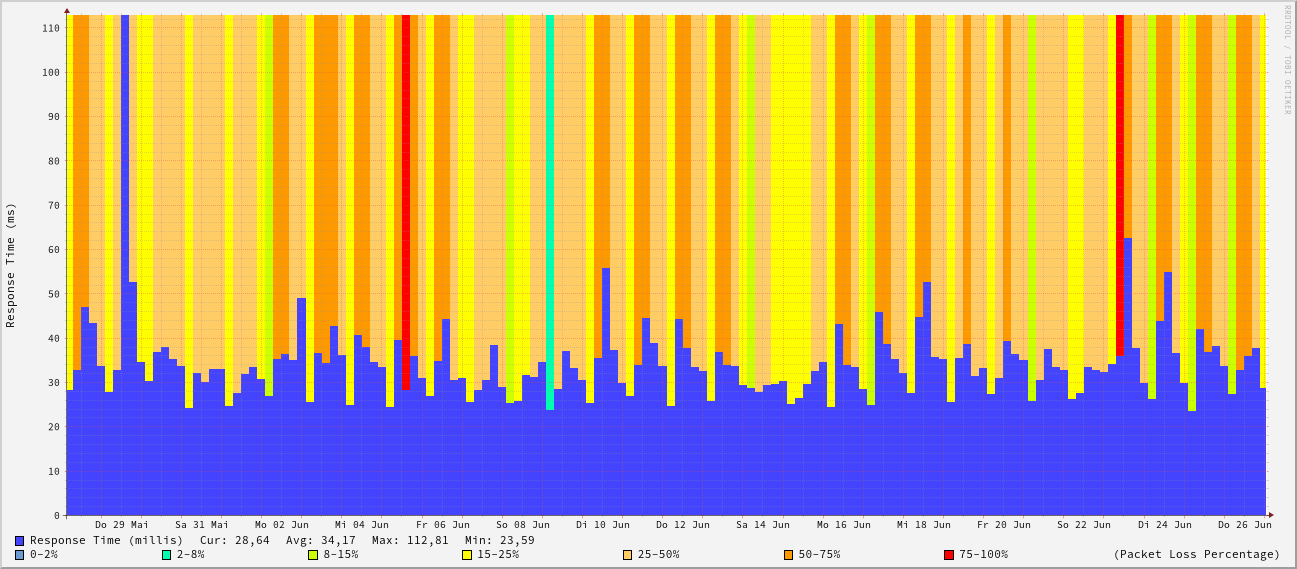 RRDTOOL / TOBI OETIKER
Response Time (ms)
110
100
90
80
70
60
50
40
30
20
10
0
Do 29 Mai Sa 31 Mai Mo 02 Jun Mi 04 Jun Fr 06 Jun So 08 Jun Di 10 Jun Do 12 Jun Sa 14 Jun Mo 16 Jun Mi 18 Jun Fr 20 Jun So 22 Jun Di 24 Jun Do 26 Jun
Response Time (millis) Cur: 28,64 Avg: 34,17 Max: 112,81 Min: 23,59
0-2% 2-8% 8-15% 15-25% 25-50% 50-75% 75-100% (Packet Loss Percentage)